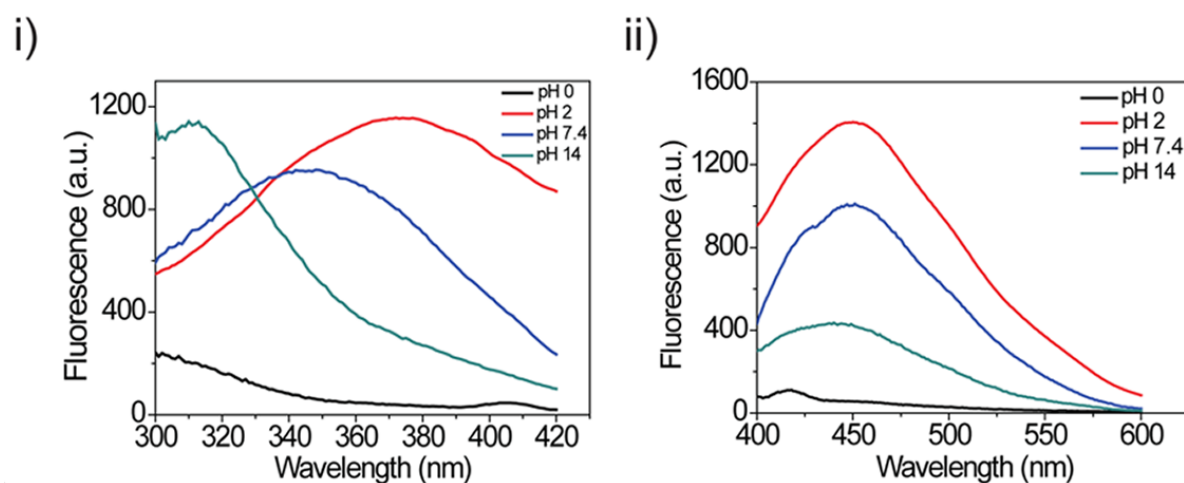 i)
1200
800
400
0
300 320 340 360 380 400 420
Fluorescence (a.u.)
Wavelength (nm)
pH 0
pH 2
pH 7.4
pH 14
ii)
1600
1200
800
400
0
400 450 500 550 600
Fluorescence (a.u.)
Wavelength (nm)
pH 0
pH 2
pH 7.4
pH 14